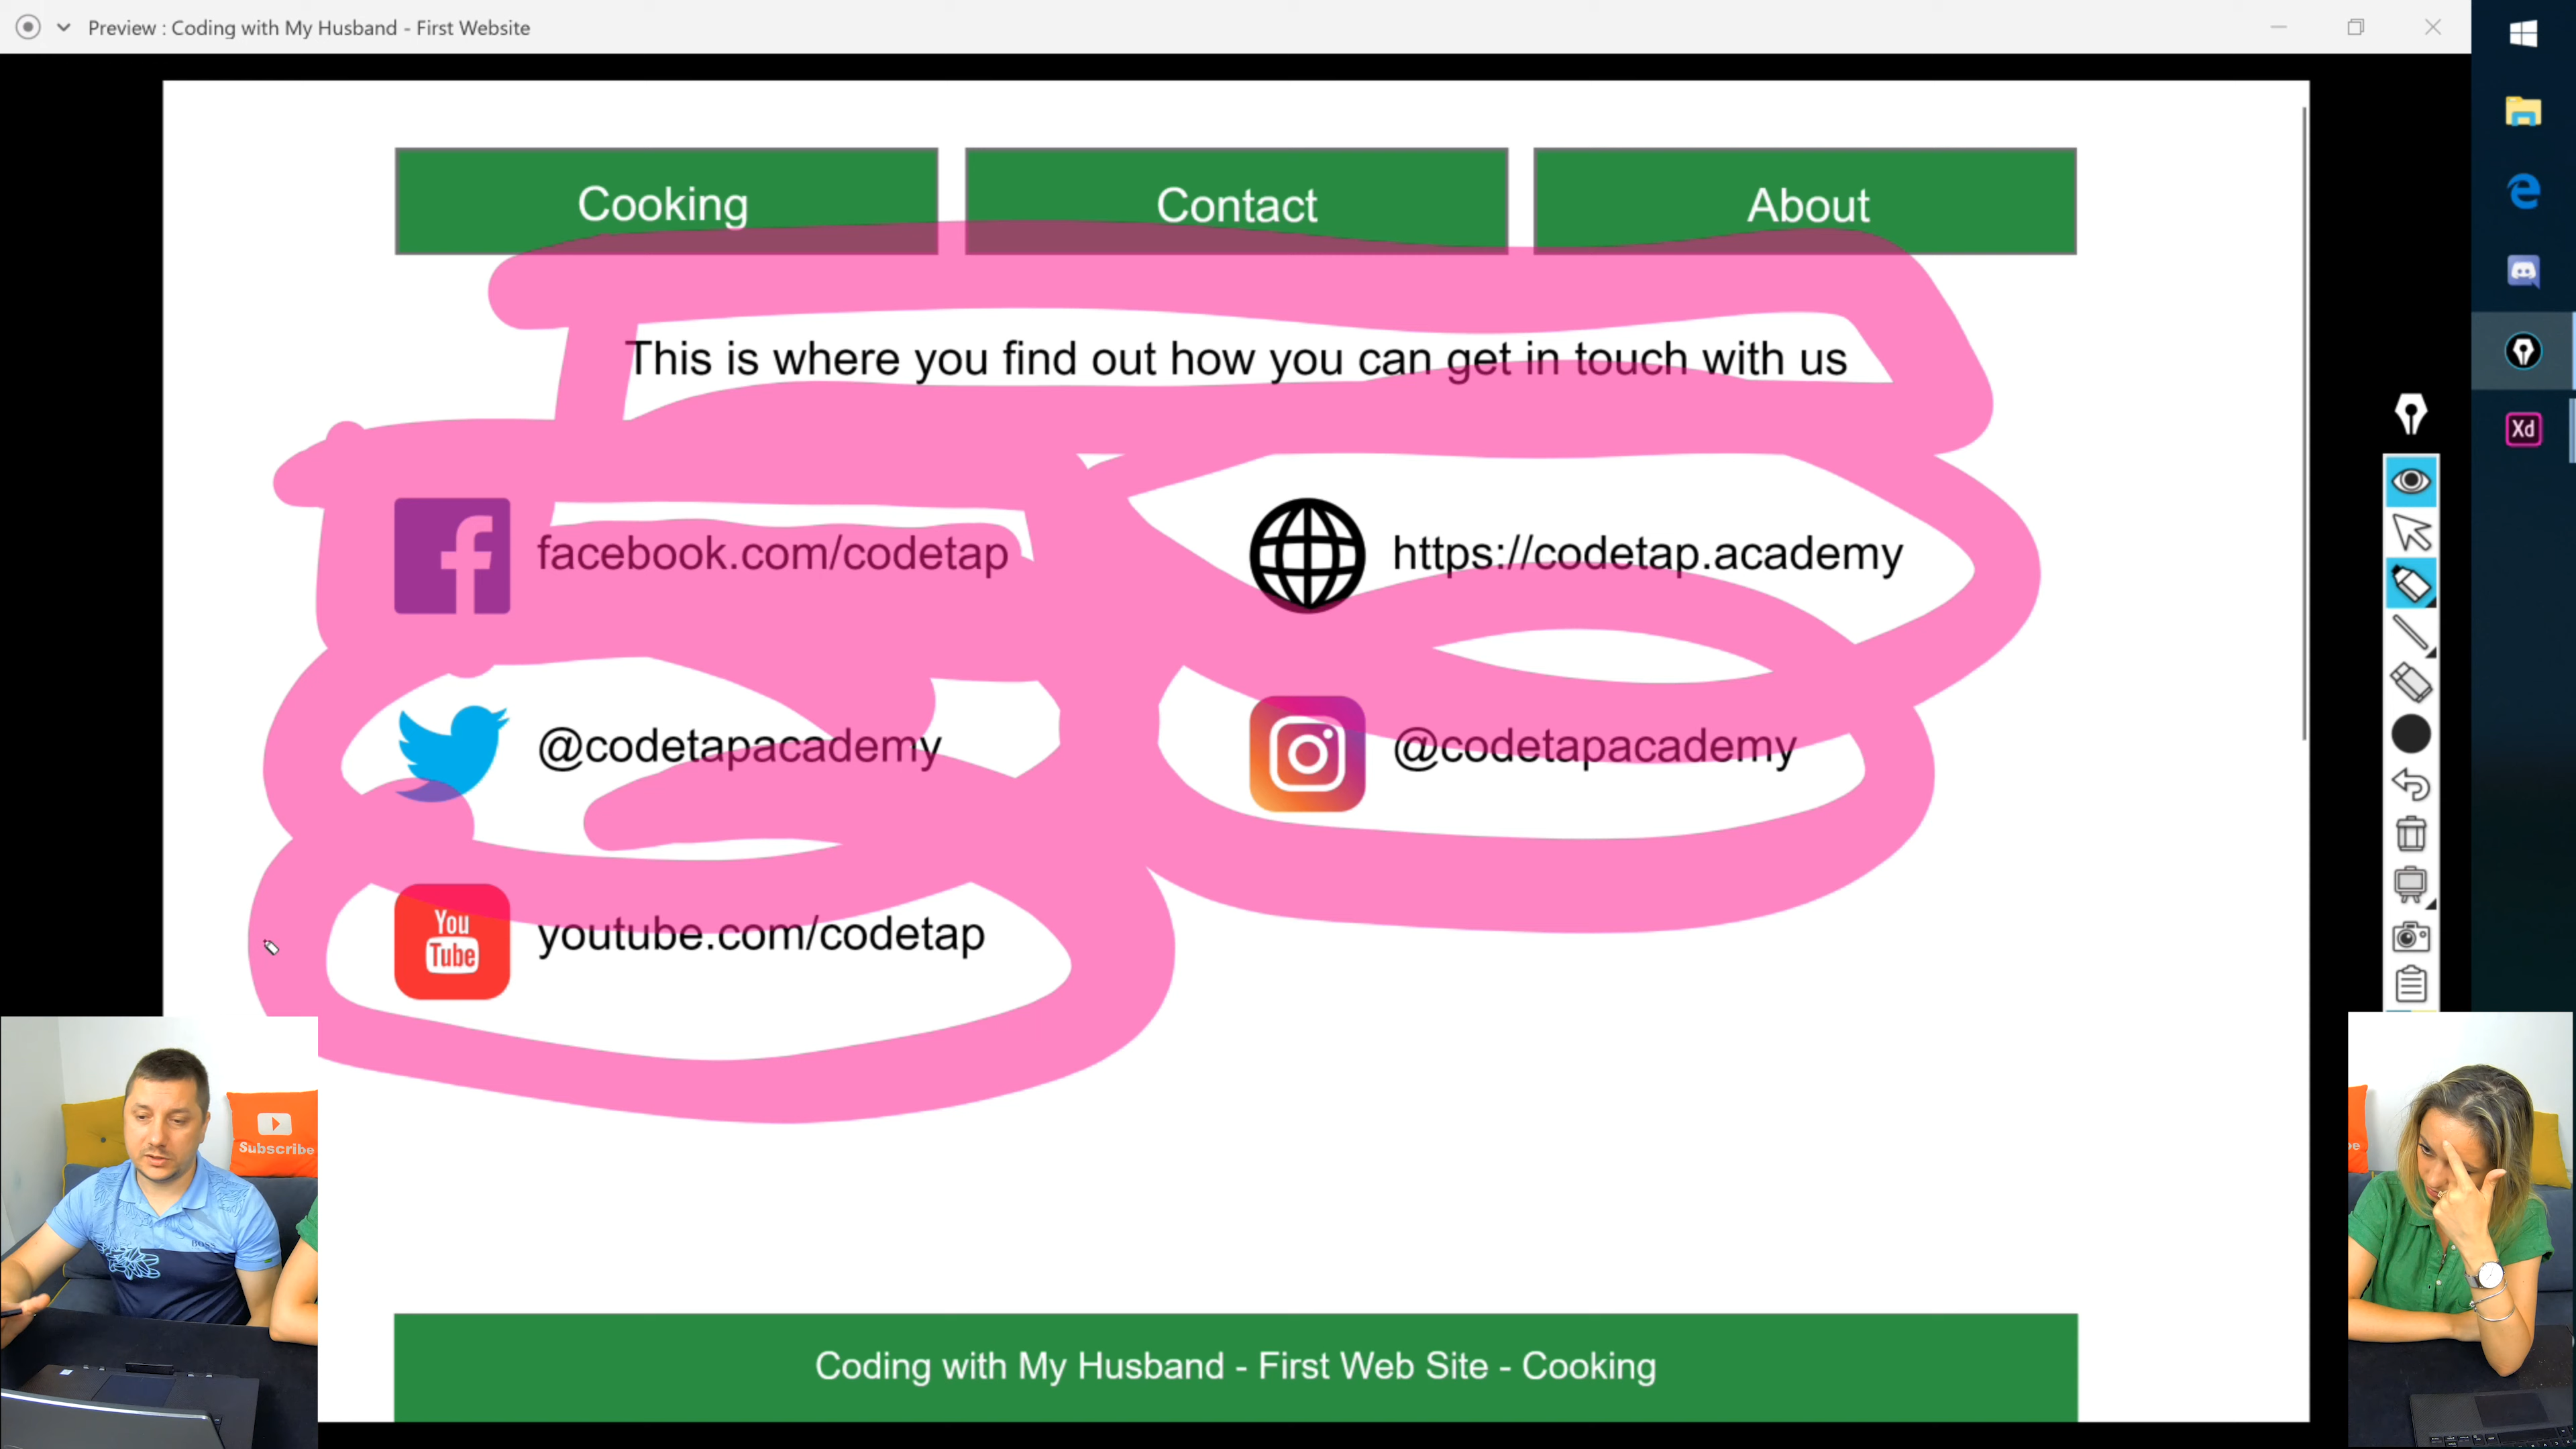 Preview : Coding with My Husband - First Website
Cooking
Contact
About
This is where you find out how you can get in touch with us
facebook.com/codetap
https://codetap.academy
@codetapacademy
@codetapacademy
You
Tube
youtube.com/codetap
Xd
Subscribe
BOSS
be
Coding with My Husband - First Web Site - Cooking